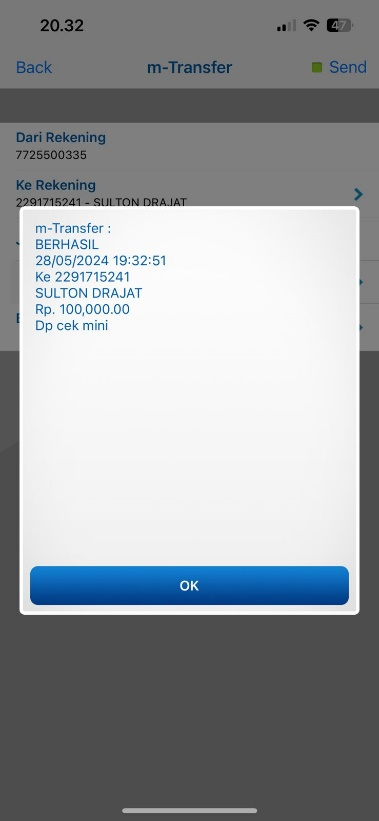 20.32
47
Back m-Transfer Send
Dari Rekening
7725500335
Ke Rekening
2291715241 - SULTON DRAJAT
m-Transfer :
BERHASIL
28/05/2024 19:32:51
Ke 2291715241
SULTON DRAJAT
Rp. 100,000.00
Dp cek mini
OK